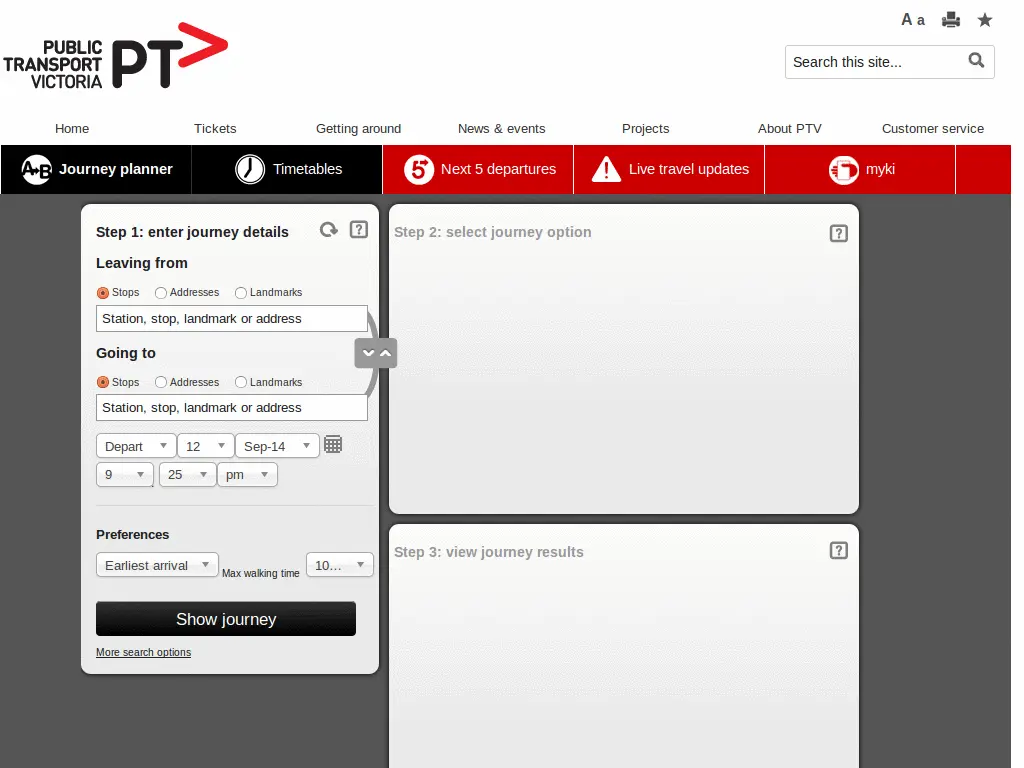 A a
PUBLIC
TRANSPORT
VICTORIA
PT
Search this site...
Home
Tickets
Getting around
News & events
Projects
About PTV
Customer service
A B Journey planner
Timetables
5 Next 5 departures
Live travel updates
myki
Step 1: enter journey details
?
Leaving from
Stops Addresses Landmarks
Station, stop, landmark or address
Going to
Stops Addresses Landmarks
Station, stop, landmark or address
Depart 12 Sep-14
9 25 pm
Preferences
Earliest arrival Max walking time 10...
Show journey
More search options
Step 2: select journey option
?
Step 3: view journey results
?